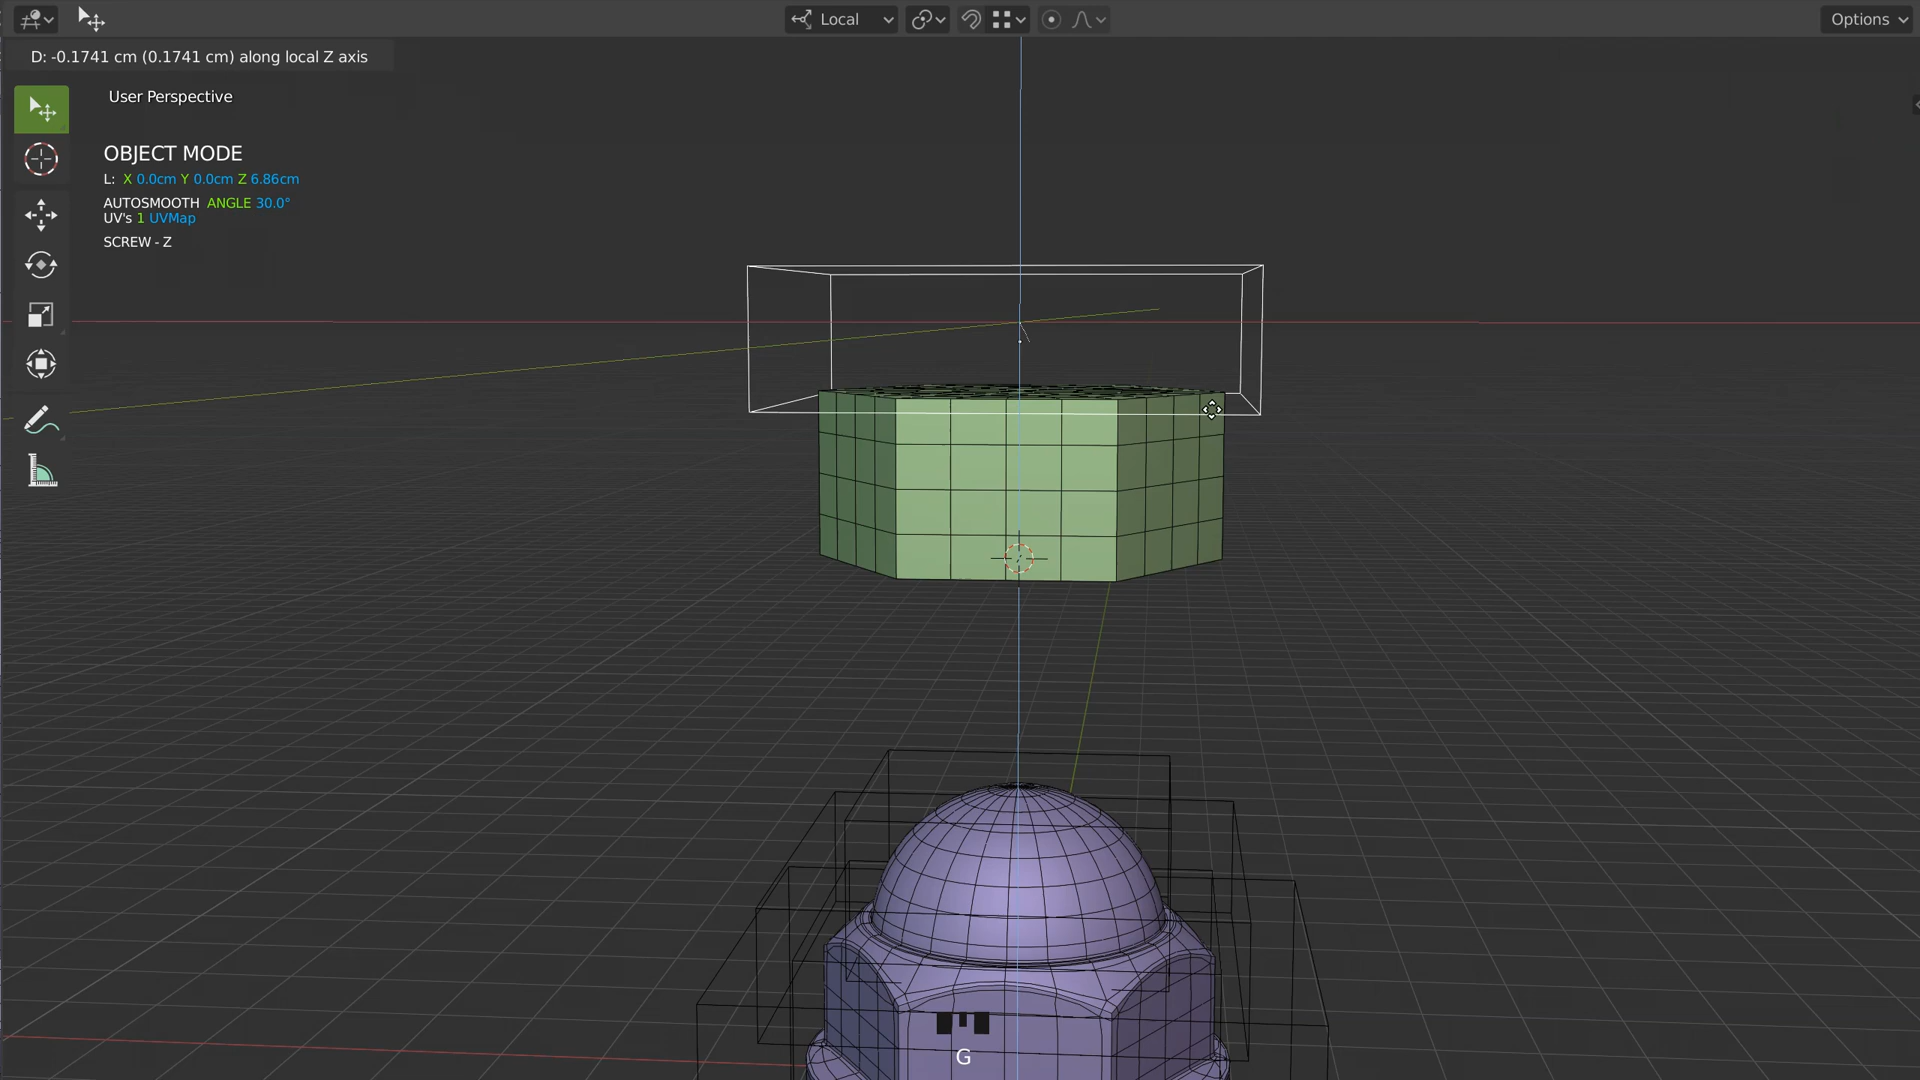 Local
Options
D: -0.1741 cm (0.1741 cm) along local Z axis
User Perspective
OBJECT MODE
L: X 0.0cm Y 0.0cm Z 6.86cm
AUTOSMOOTH ANGLE 30.0°
UV's 1 UVMap
SCREW - Z
G